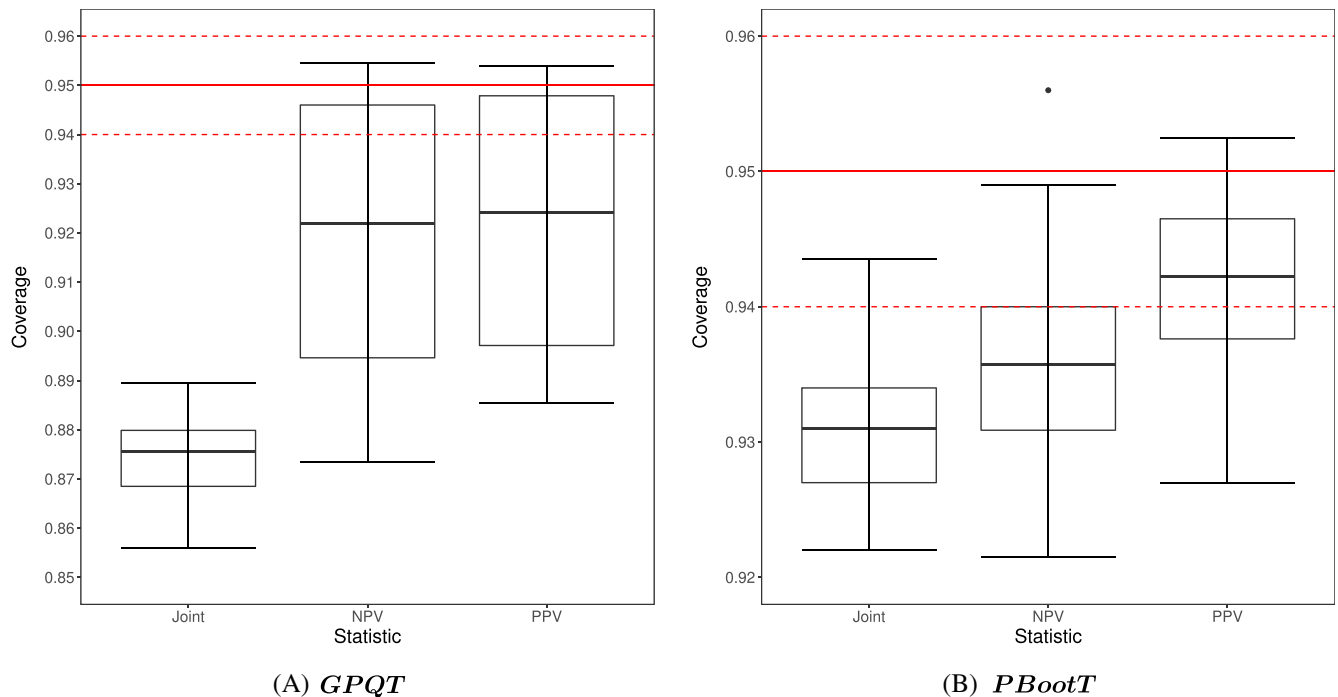 0.96
0.95
0.94
0.93
0.92
0.91
0.90
0.89
0.88
0.87
0.86
0.85
Coverage
Joint NPV PPV
Statistic
(A) GPQT
0.96
0.95
0.94
0.93
0.92
Coverage
Joint NPV PPV
Statistic
(B) PBootT